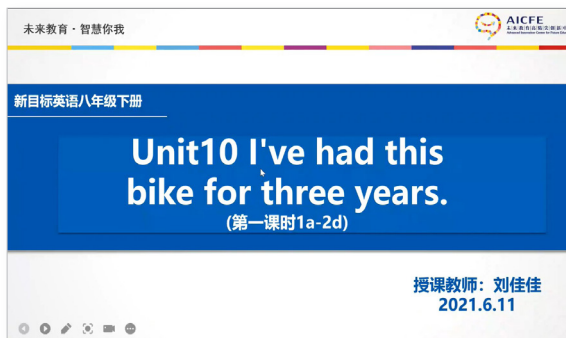 未来教育·智慧你我
AICFE
新目标英语八年级下册
Unit10 I've had this
bike for three years.
(第一课时1a-2d)
授课教师：刘佳佳
2021.6.11